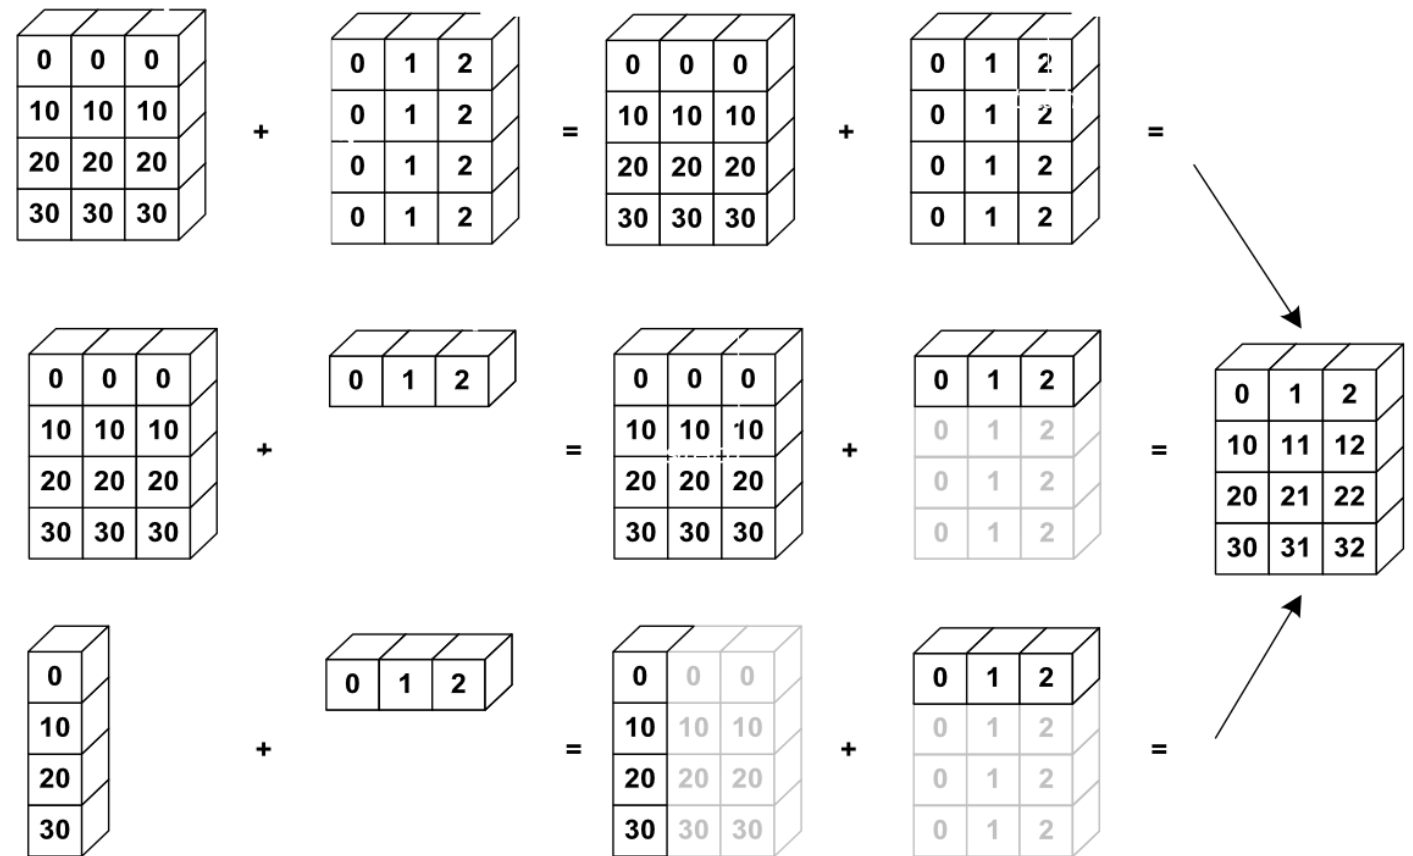 0 0 0 0 1 2 0 0 0 0 1 2
10 10 10 0 1 2 10 10 10 0 1 2
+ = + =
20 20 20 0 1 2 20 20 20 0 1 2
30 30 30 0 1 2 30 30 30 0 1 2
0 0 0 0 1 2 0 0 0 0 1 2
0 1 2
10 10 10 10 10 10 0 1 2
+ = + =
10 11 12
20 20 20 20 20 20 0 1 2
20 21 22
30 30 30 30 30 30 0 1 2
30 31 32
0 0 1 2 0 0 0 0 1 2
10 10 10 10 0 1 2
+ = + =
20 20 20 20 0 1 2
30 30 30 30 0 1 2